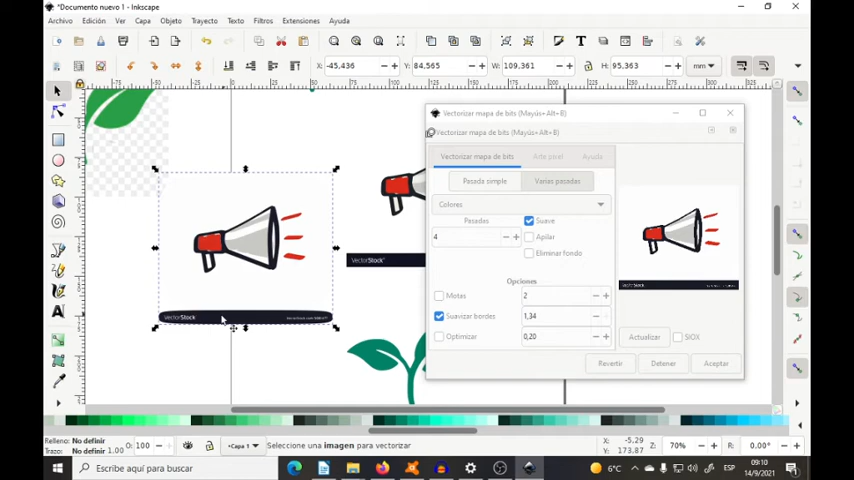 *Documento nuevo 1 - Inkscape
Archivo Edición Ver Capa Objeto Trayecto Texto Filtros Extensiones Ayuda
X: -45,436 Y: 84,565 W: 109,361 H: 95,363 mm
Vectorizar mapa de bits (Mayús+Alt+B)
Vectorizar mapa de bits (Mayús+Alt+B)
Vectorizar mapa de bits Arte píxel Ayuda
Pasada simple Varias pasadas
Colores
Pasadas Suave
4 Apilar
Eliminar fondo
Opciones
Motas 2
Suavizar bordes 1,34
Optimizar 0,20
Actualizar SIOX
Revertir Detener Aceptar
VectorStock
VectorStock
Relleno: No definir
Trazo: No definir 1.00
O: 100
•Capa 1
Seleccione una imagen para vectorizar
X: -5.29
Y: 173.87
Z: 70%
R: 0.00°
Escribe aquí para buscar
6°C
ESP
09:10
14/9/2021